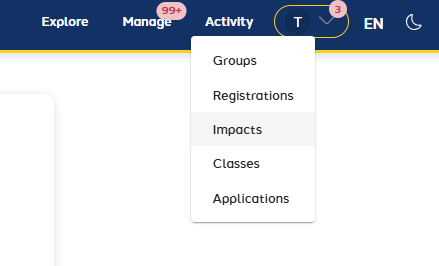 Explore Manage 99+ Activity T 3 EN
Groups
Registrations
Impacts
Classes
Applications